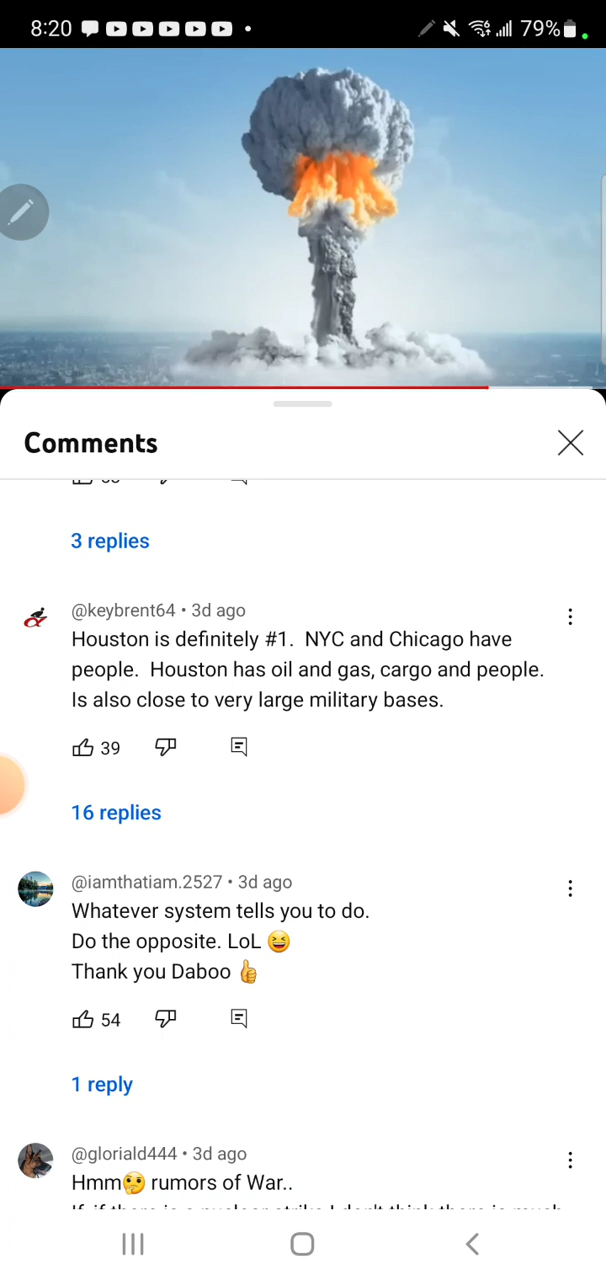 8:20
79%
Comments
3 replies
@keybrent64 • 3d ago
Houston is definitely #1.  NYC and Chicago have
people.  Houston has oil and gas, cargo and people.
Is also close to very large military bases.
39
16 replies
@iamthatiam.2527 • 3d ago
Whatever system tells you to do.
Do the opposite. LoL 😆
Thank you Daboo 👍
54
1 reply
@gloriald444 • 3d ago
Hmm🤔 rumors of War..